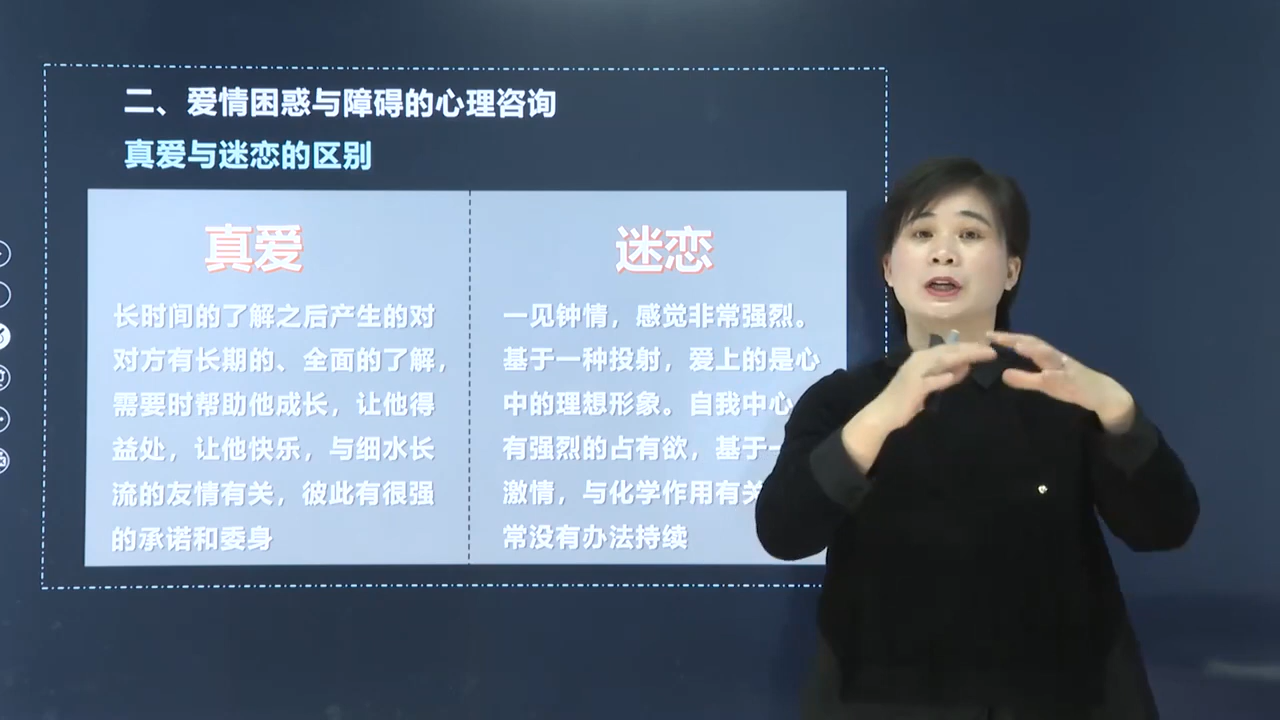 二、爱情困惑与障碍的心理咨询
真爱与迷恋的区别
真爱
长时间的了解之后产生的对
对方有长期的、全面的了解，
需要时帮助他成长，让他得
益处，让他快乐，与细水长
流的友情有关，彼此有很强
的承诺和委身
迷恋
一见钟情，感觉非常强烈。
基于一种投射，爱上的是心
中的理想形象。自我中心
有强烈的占有欲，基于一
激情，与化学作用有关
常没有办法持续